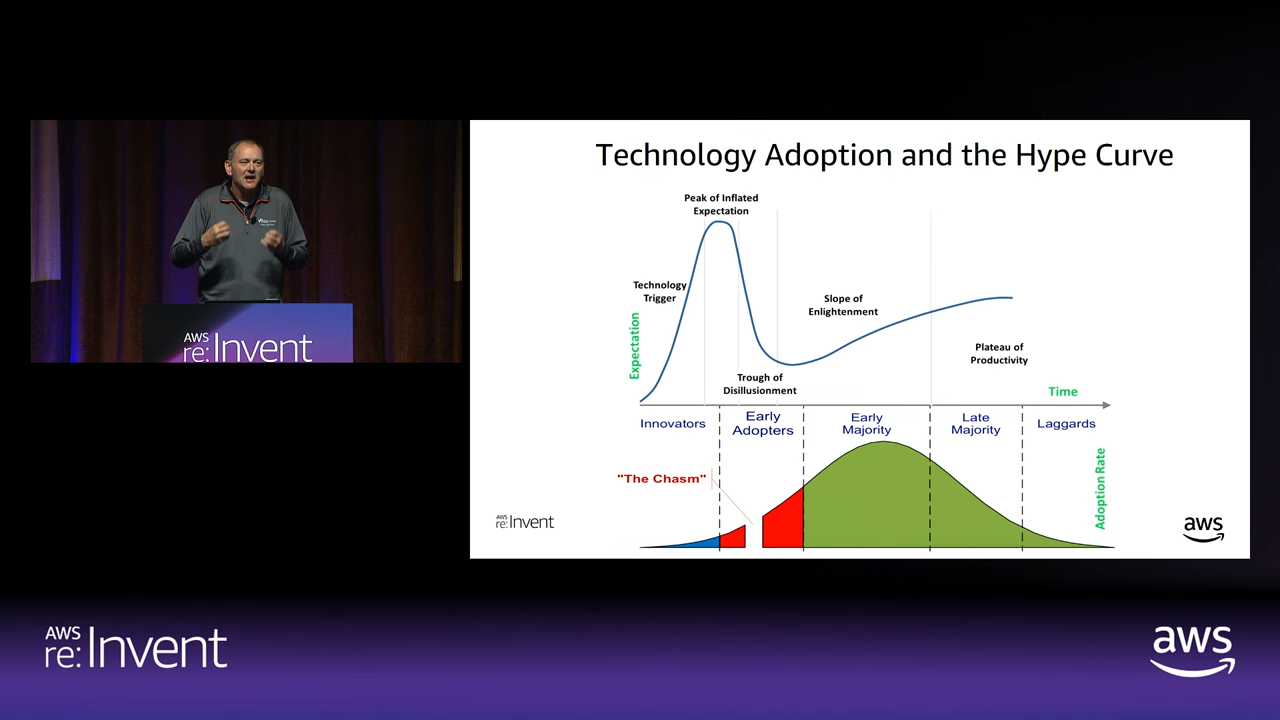 AWS
re:Invent
Technology Adoption and the Hype Curve
Peak of Inflated
Expectation
Technology
Trigger
Expectation
Slope of
Enlightenment
Plateau of
Productivity
Trough of
Disillusionment
Time
Innovators
Early
Adopters
Early
Majority
Late
Majority
Laggards
"The Chasm"
Adoption Rate
AWS
re:Invent
aws
AWS
re:Invent
aws